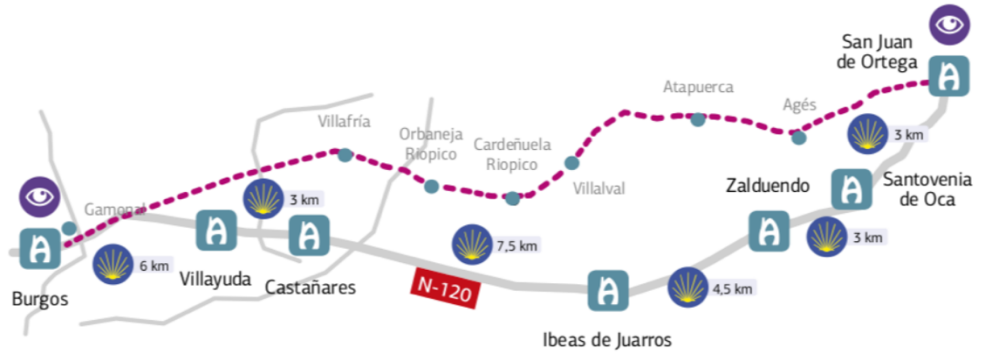 San Juan
de Ortega
Atapuerca
Agés
Villafría
3 km
Orbaneja
Riopico
Cardeñuela
Riopico
Villalval
Zalduendo
Santovenia
de Oca
3 km
Gamonal
3 km
7,5 km
6 km
Villayuda
Castañares
N-120
4,5 km
Burgos
Ibeas de Juarros